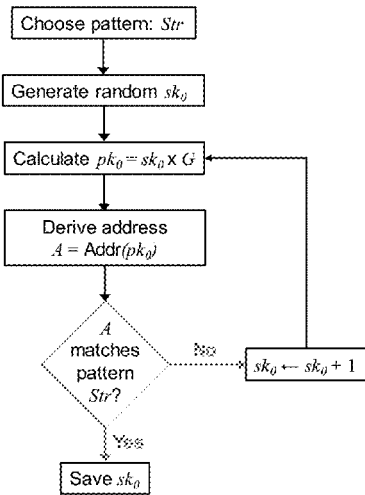 Choose pattern: Str
Generate random sk₀
Calculate pk₀ = sk₀ x G
Derive address
A = Addr(pk₀)
A
matches
pattern
Str?
No
sk₀ ← sk₀ + 1
Yes
Save sk₀